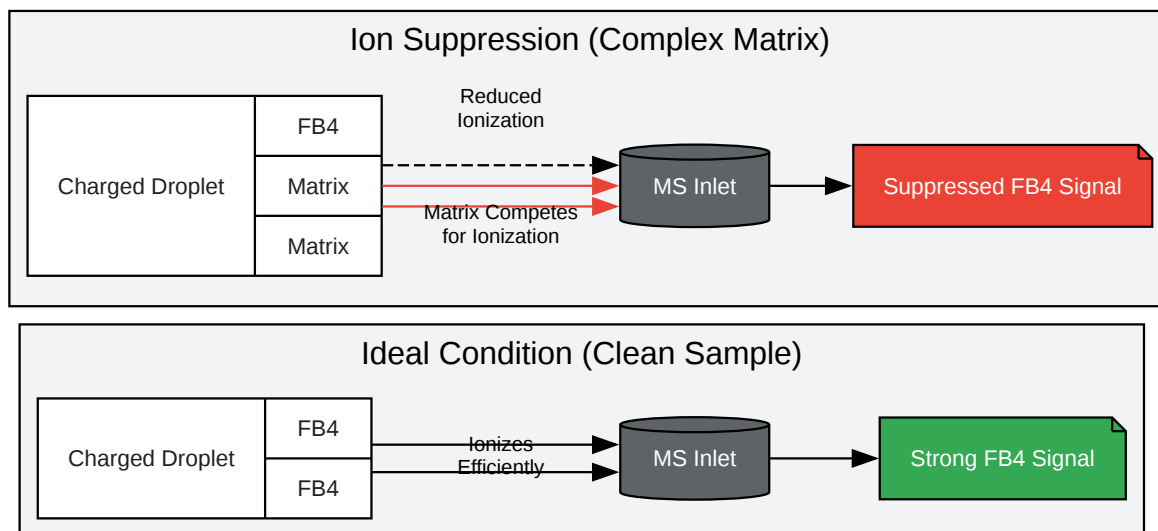 Ion Suppression (Complex Matrix)
Charged Droplet
FB4
Matrix
Matrix
Reduced
Ionization
Matrix Competes
for Ionization
MS Inlet
Suppressed FB4 Signal
Ideal Condition (Clean Sample)
Charged Droplet
FB4
FB4
Ionizes
Efficiently
MS Inlet
Strong FB4 Signal